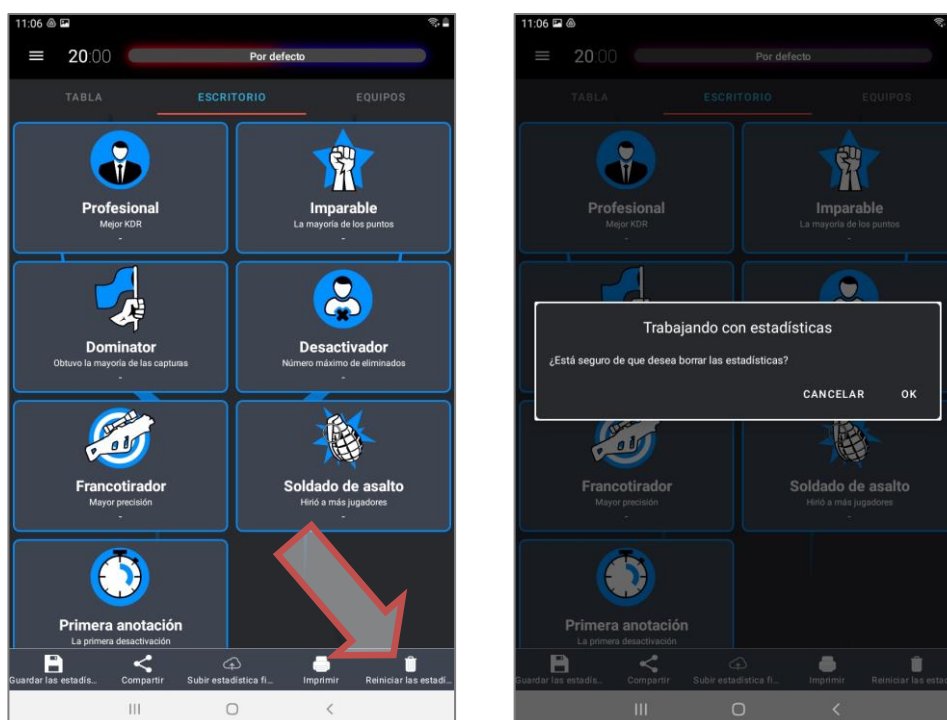 11:06
20:00
Por defecto
TABLA ESCRITORIO EQUIPOS
Profesional
Mejor KDR
-
Imparable
La mayoría de los puntos
-
Dominator
Obtuvo la mayoría de las capturas
-
Desactivador
Número máximo de eliminados
-
Francotirador
Mayor precisión
-
Soldado de asalto
Hirió a más jugadores
-
Primera anotación
La primera desactivación
Guardar las estadís... Compartir Subir estadística fi... Imprimir Reiniciar las estadí...
11:06
20:00
Por defecto
TABLA ESCRITORIO EQUIPOS
Profesional
Mejor KDR
-
Imparable
La mayoría de los puntos
-
Trabajando con estadísticas
¿Está seguro de que desea borrar las estadísticas?
CANCELAR OK
Francotirador
Mayor precisión
-
Soldado de asalto
Hirió a más jugadores
-
Primera anotación
La primera desactivación
Guardar las estadís... Compartir Subir estadística fi... Imprimir Reiniciar las estad